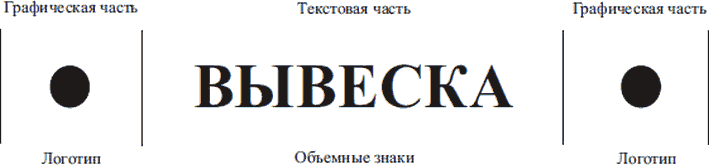 Графическая часть Текстовая часть Графическая часть
ВЫВЕСКА
Логотип Объемные знаки Логотип